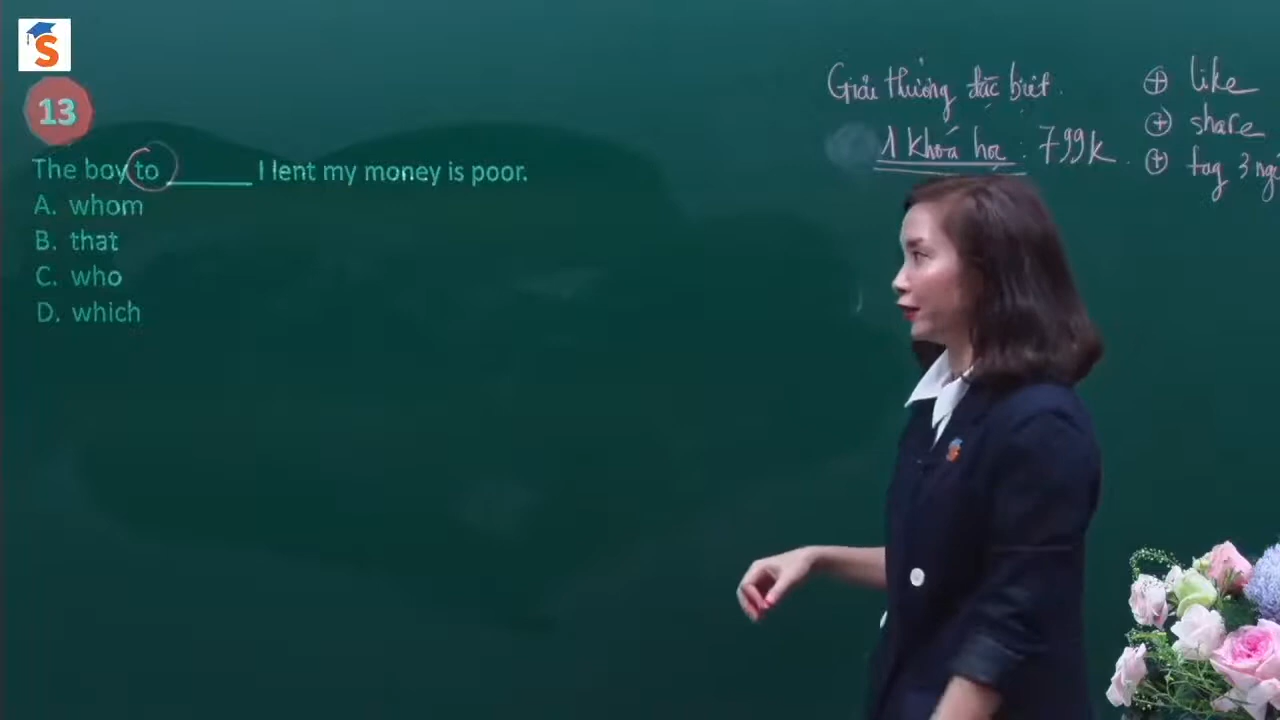 S
13
The boy to ______ I lent my money is poor.
A. whom
B. that
C. who
D. which
Giải thưởng đặc biệt.
1 khoá học: 799k.
+ like
+ share
+ tag 3